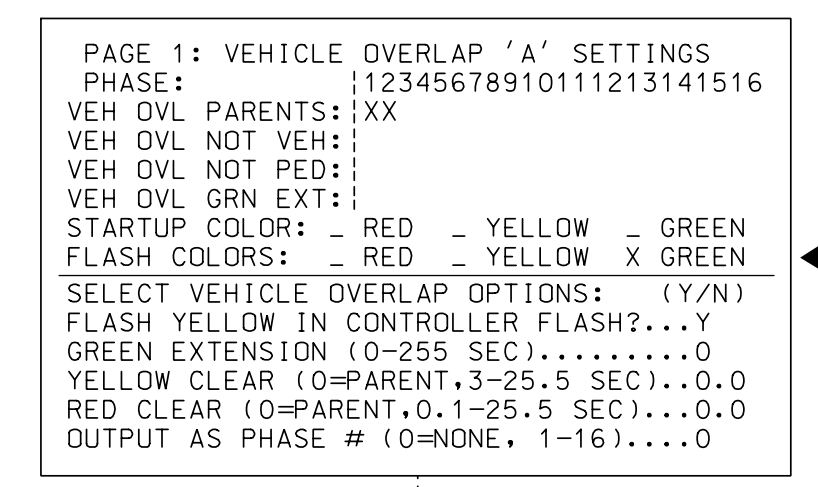 PAGE 1: VEHICLE OVERLAP 'A' SETTINGS
PHASE: |12345678910111213141516
VEH OVL PARENTS:|XX
VEH OVL NOT VEH:|
VEH OVL NOT PED:|
VEH OVL GRN EXT:|
STARTUP COLOR: _ RED _ YELLOW _ GREEN
FLASH COLORS: _ RED _ YELLOW X GREEN
SELECT VEHICLE OVERLAP OPTIONS: (Y/N)
FLASH YELLOW IN CONTROLLER FLASH?...Y
GREEN EXTENSION (0-255 SEC).........0
YELLOW CLEAR (0=PARENT,3-25.5 SEC)..0.0
RED CLEAR (0=PARENT,0.1-25.5 SEC)...0.0
OUTPUT AS PHASE # (0=NONE, 1-16)....0